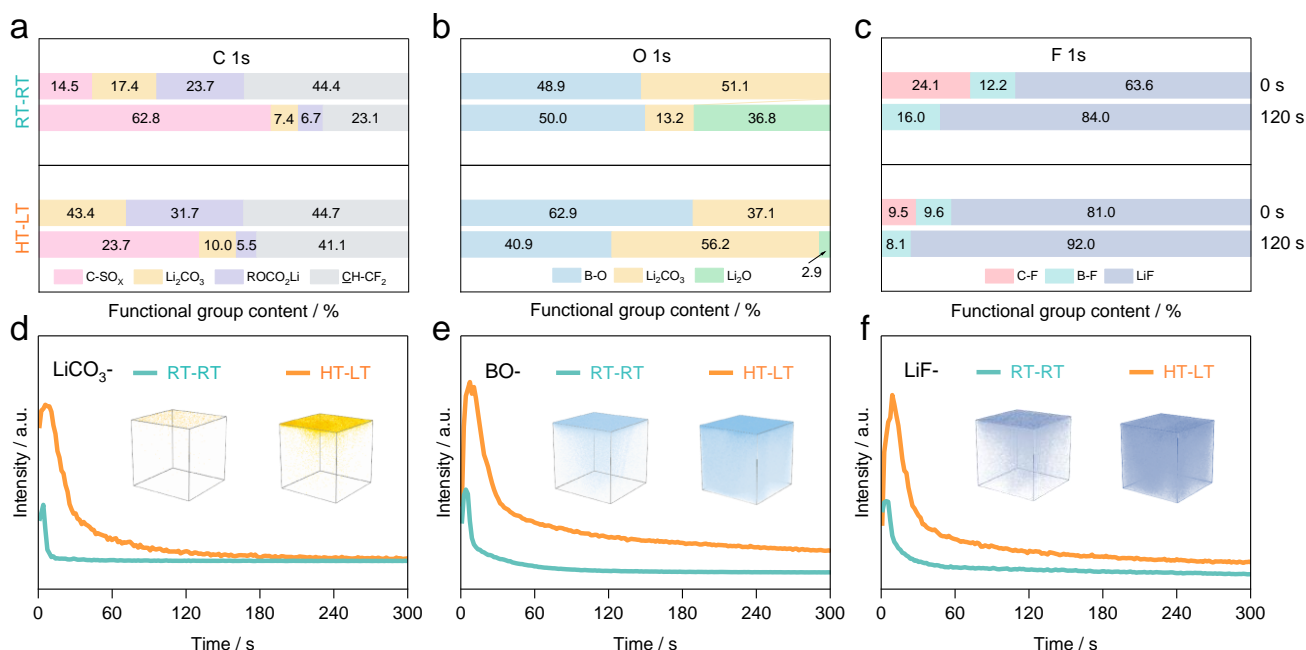 a
C 1s
RT-RT
14.5 17.4 23.7 44.4
62.8 7.4 6.7 23.1
HT-LT
43.4 31.7 44.7
23.7 10.0 5.5 41.1
C-SOₓ Li₂CO₃ ROCO₂Li CH-CF₂
Functional group content / %
b
O 1s
48.9 51.1
50.0 13.2 36.8
62.9 37.1
40.9 56.2
2.9
B-O Li₂CO₃ Li₂O
Functional group content / %
c
F 1s
24.1 12.2 63.6 0 s
16.0 84.0 120 s
9.5 9.6 81.0 0 s
8.1 92.0 120 s
C-F B-F LiF
Functional group content / %
d
LiCO₃- RT-RT HT-LT
Intensity / a.u.
0 60 120 180 240 300
Time / s
e
BO- RT-RT HT-LT
Intensity / a.u.
0 60 120 180 240 300
Time / s
f
LiF- RT-RT HT-LT
Intensity / a.u.
0 60 120 180 240 300
Time / s